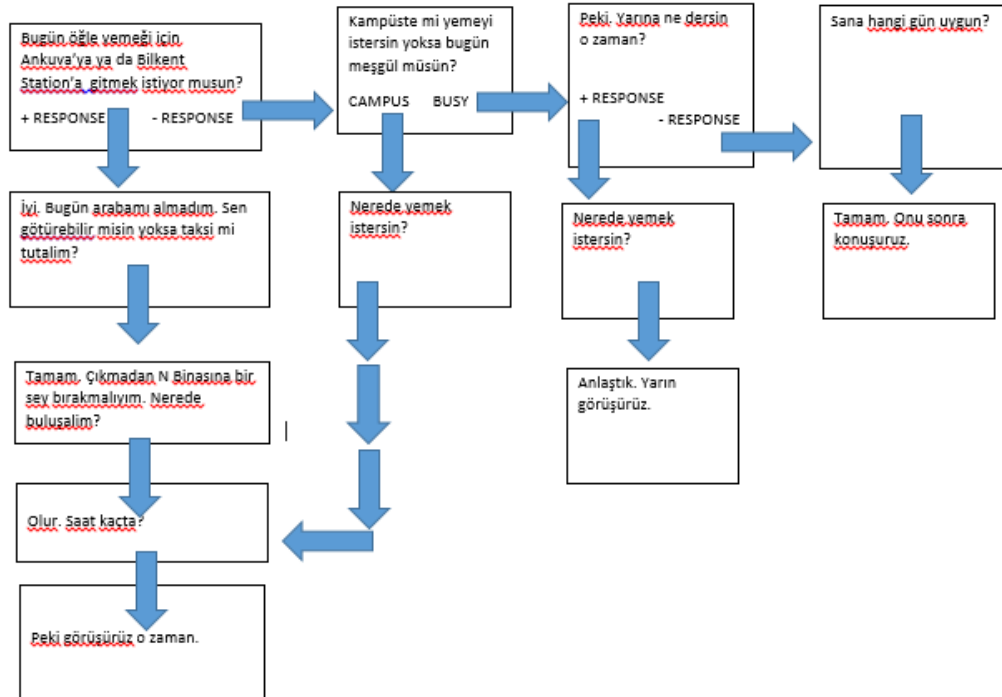 Bugün öğle yemeği için
Ankuva'ya ya da Bilkent
Station'a gitmek istiyor musun?
+ RESPONSE - RESPONSE
Kampüste mi yemeyi
istersin yoksa bugün
meşgül müsün?
CAMPUS BUSY
Peki. Yarına ne dersin
o zaman?
+ RESPONSE
- RESPONSE
Sana hangi gün uygun?
İyi. Bugün arabamı almadım. Sen
götürebilir misin yoksa taksi mi
tutalim?
Nerede yemek
istersin?
Nerede yemek
istersin?
Tamam. Onu sonra
konuşuruz.
Tamam. Çıkmadan N Binasına bir
sey bırakmalıyım. Nerede
buluşalim?
Anlaştık. Yarın
görüşürüz.
Olur. Saat kacta?
Peki görüşürüz o zaman.